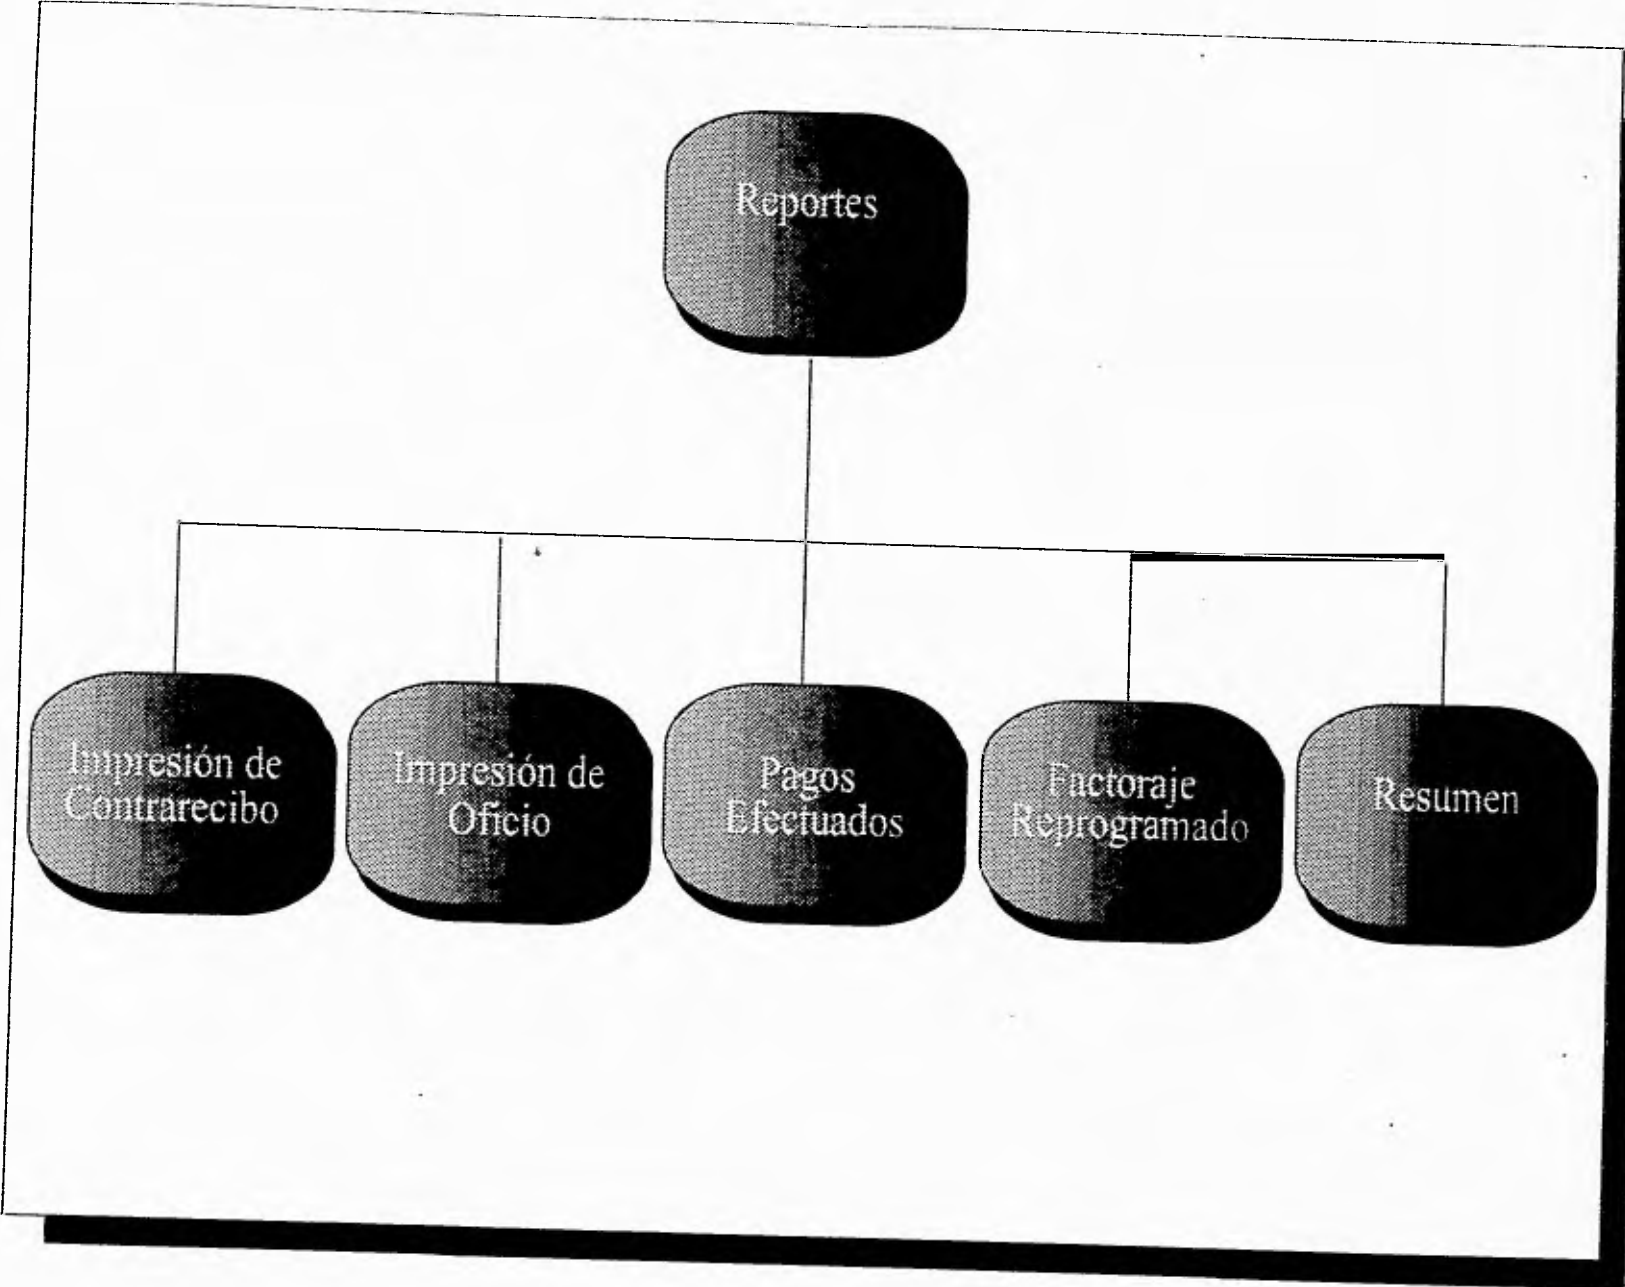 Reportes
Impresión de
Contrarecibo
Impresión de
Oficio
Pagos
Efectuados
Factoraje
Reprogramado
Resumen